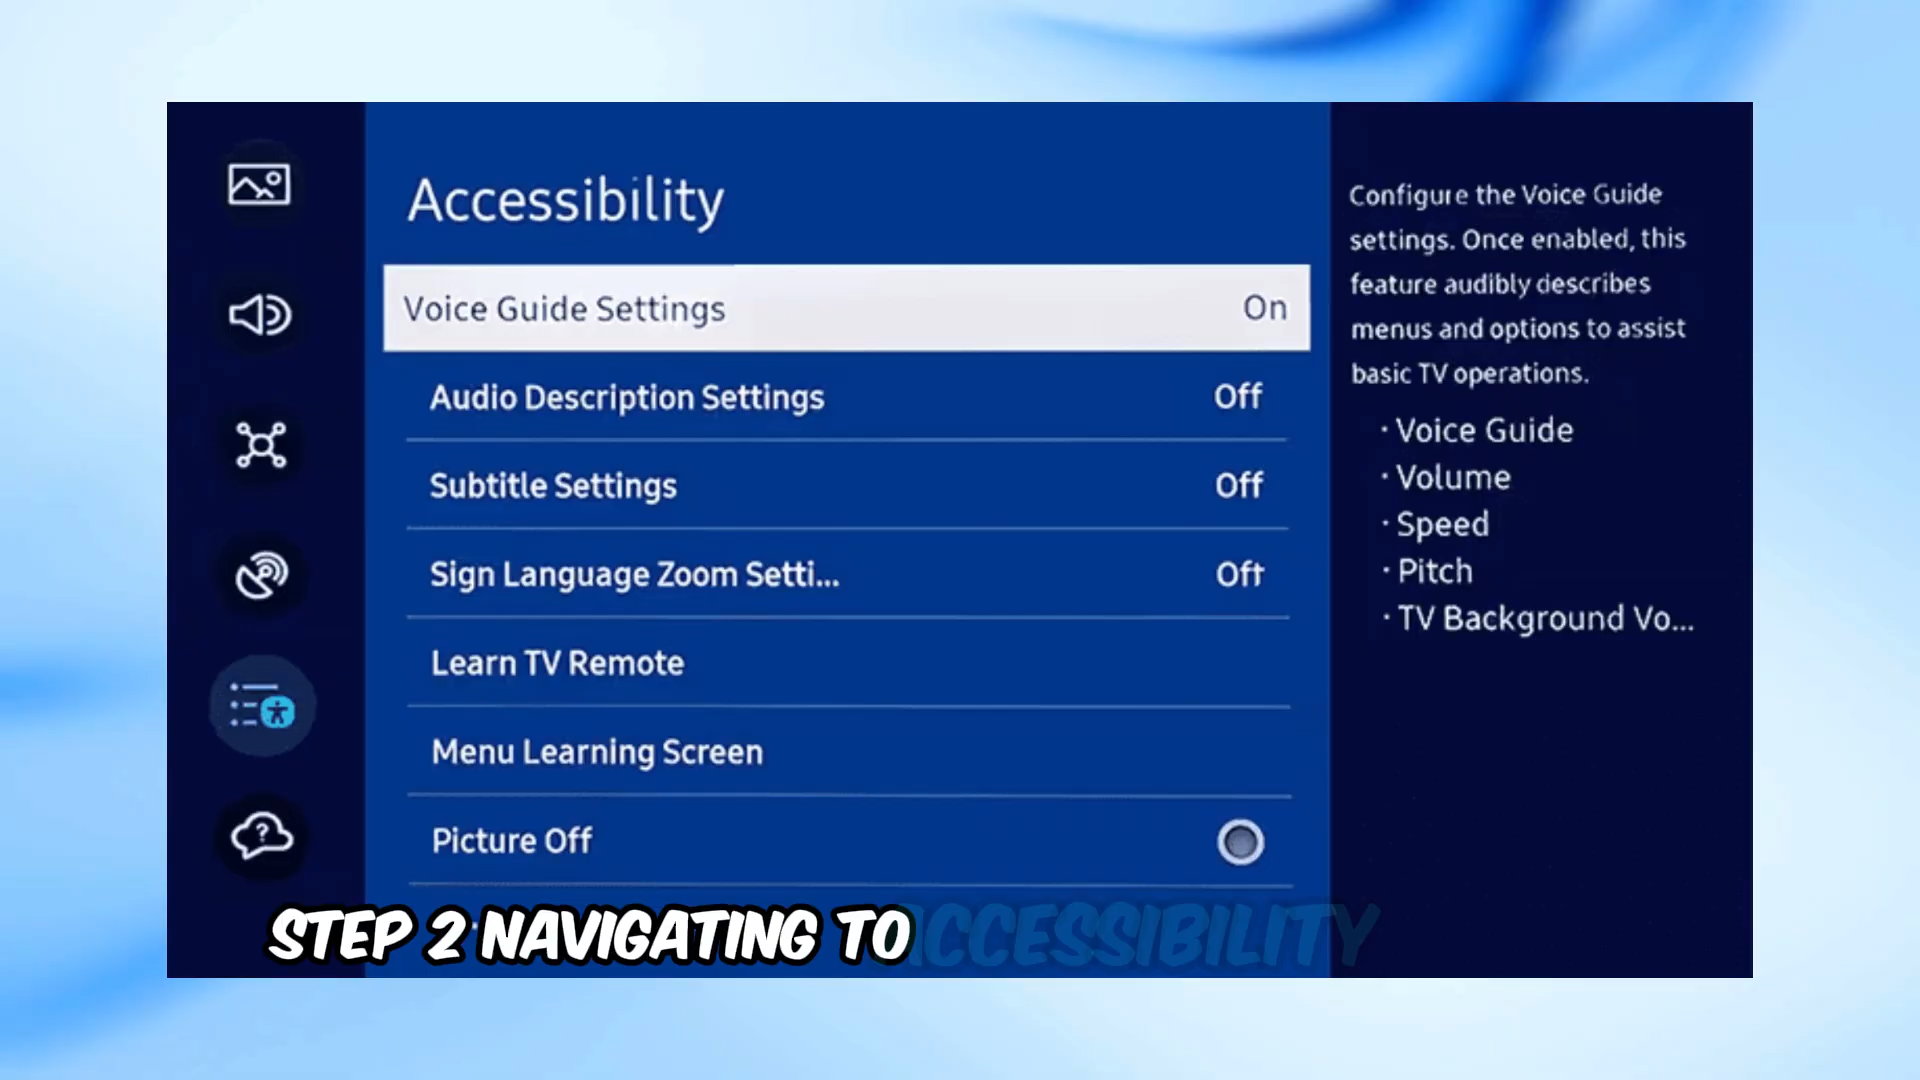 Accessibility
Voice Guide Settings On
Audio Description Settings Off
Subtitle Settings Off
Sign Language Zoom Setti... Off
Learn TV Remote
Menu Learning Screen
Picture Off
Configure the Voice Guide
settings. Once enabled, this
feature audibly describes
menus and options to assist
basic TV operations.
· Voice Guide
· Volume
· Speed
· Pitch
· TV Background Vo...
?
STEP 2 NAVIGATING TO ACCESSIBILITY